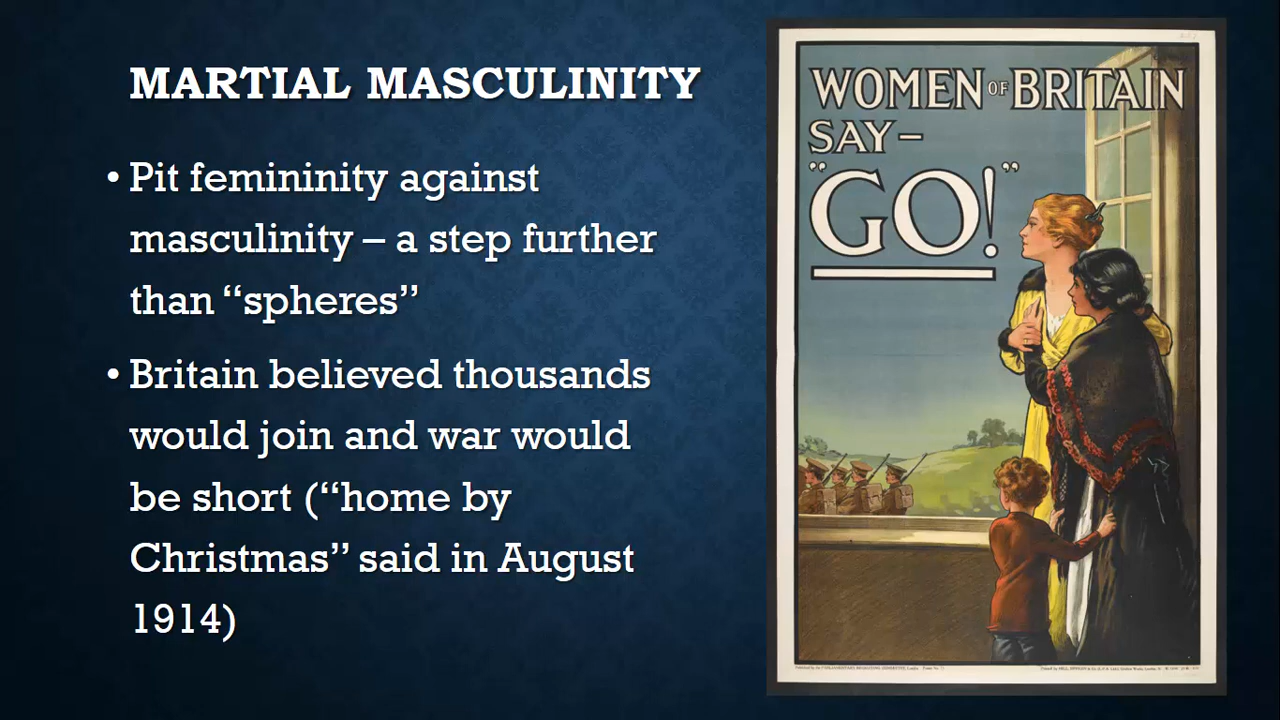 MARTIAL MASCULINITY
• Pit femininity against
masculinity – a step further
than “spheres”
• Britain believed thousands
would join and war would
be short (“home by
Christmas” said in August
1914)
WOMEN OF BRITAIN
SAY–
“GO!”